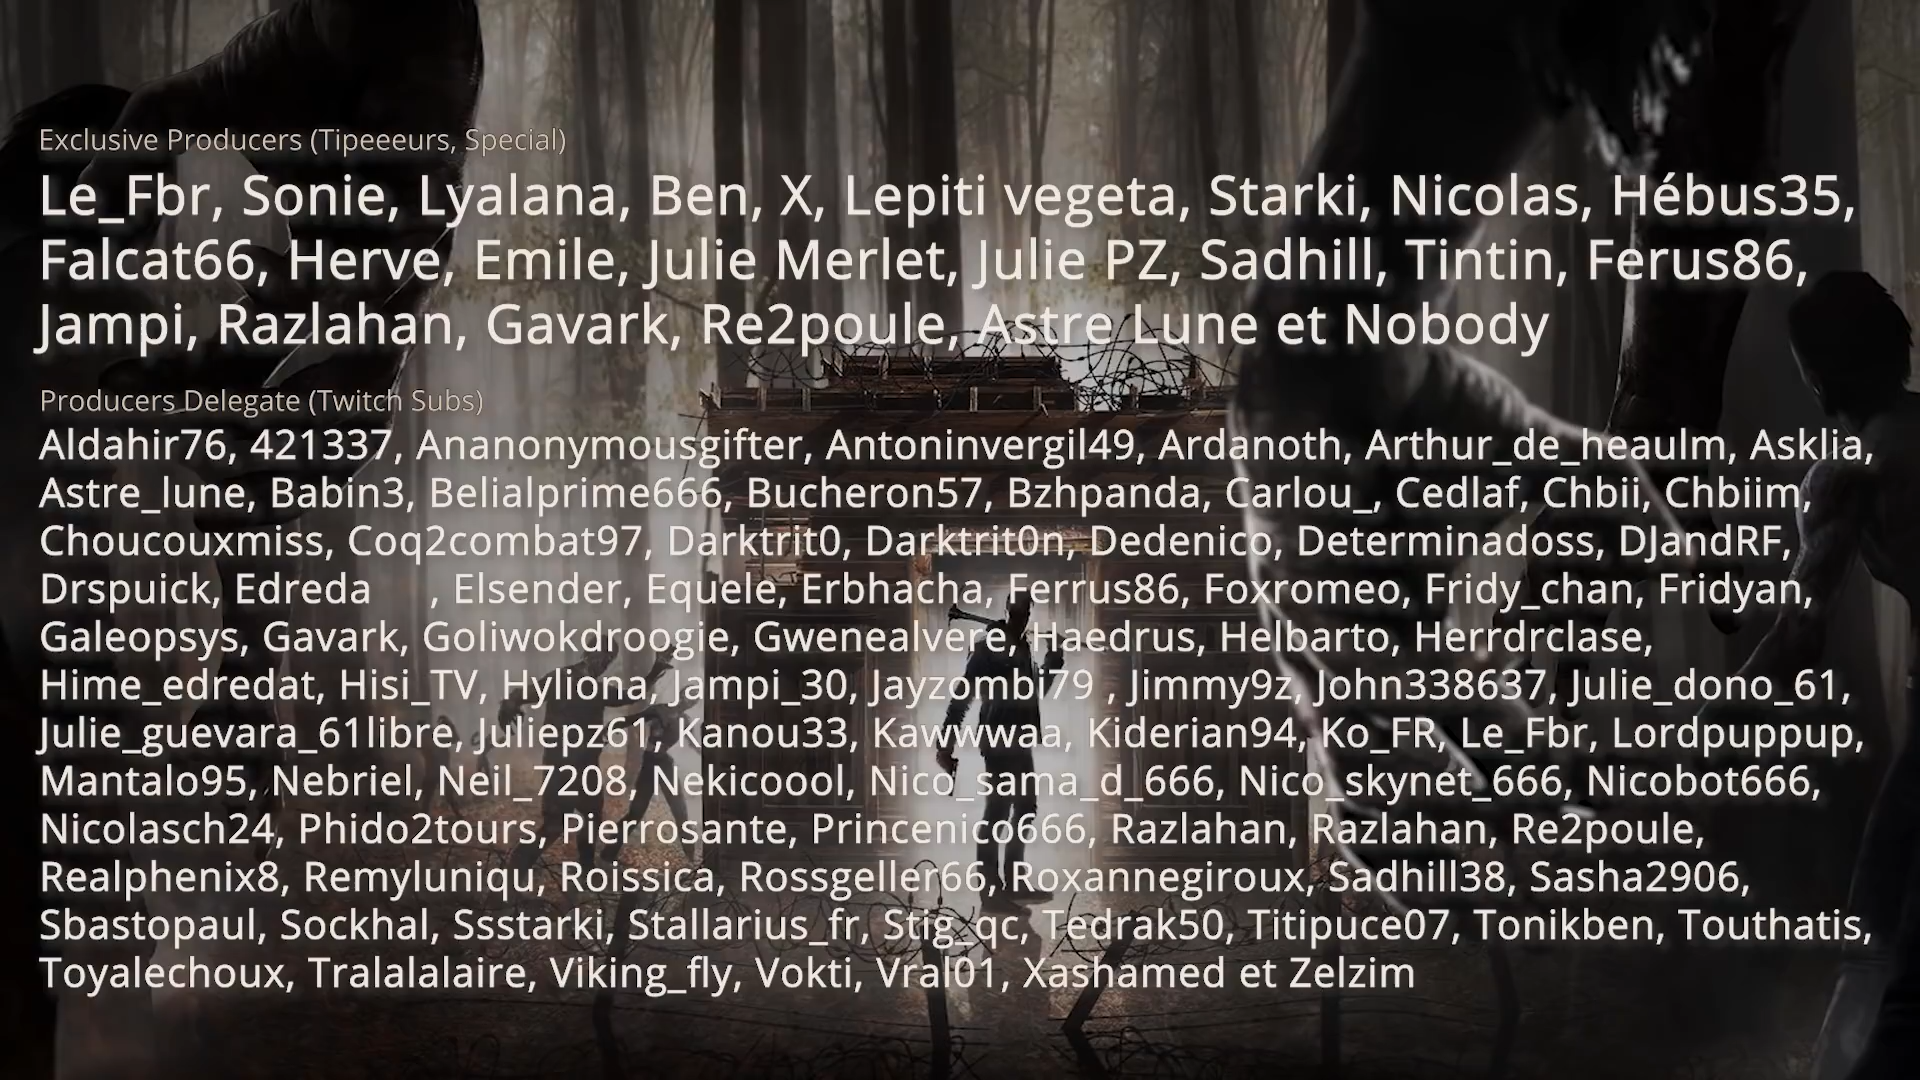 Exclusive Producers (Tipeeeurs, Special)
Le_Fbr, Sonie, Lyalana, Ben, X, Lepiti vegeta, Starki, Nicolas, Hébus35,
Falcat66, Herve, Emile, Julie Merlet, Julie PZ, Sadhill, Tintin, Ferus86,
Jampi, Razlahan, Gavark, Re2poule, Astre Lune et Nobody
Producers Delegate (Twitch Subs)
Aldahir76, 421337, Ananonymousgifter, Antoninvergil49, Ardanoth, Arthur_de_heaulm, Asklia,
Astre_lune, Babin3, Belialprime666, Bucheron57, Bzhpanda, Carlou_, Cedlaf, Chbii, Chbiim,
Choucouxmiss, Coq2combat97, Darktrit0, Darktrit0n, Dedenico, Determinadoss, DJandRF,
Drspuick, Edreda , Elsender, Equele, Erbhacha, Ferrus86, Foxromeo, Fridy_chan, Fridyan,
Galeopsys, Gavark, Goliwokdroogie, Gwenealvere, Haedrus, Helbarto, Herrdrclase,
Hime_edredat, Hisi_TV, Hyliona, Jampi_30, Jayzombi79 , Jimmy9z, John338637, Julie_dono_61,
Julie_guevara_61libre, Juliepz61, Kanou33, Kawwwaa, Kiderian94, Ko_FR, Le_Fbr, Lordpuppup,
Mantalo95, Nebriel, Neil_7208, Nekicoool, Nico_sama_d_666, Nico_skynet_666, Nicobot666,
Nicolasch24, Phido2tours, Pierrosante, Princenico666, Razlahan, Razlahan, Re2poule,
Realphenix8, Remyluniqu, Roissica, Rossgeller66, Roxannegiroux, Sadhill38, Sasha2906,
Sbastopaul, Sockhal, Ssstarki, Stallarius_fr, Stig_qc, Tedrak50, Titipuce07, Tonikben, Touthatis,
Toyalechoux, Tralalalaire, Viking_fly, Vokti, Vral01, Xashamed et Zelzim